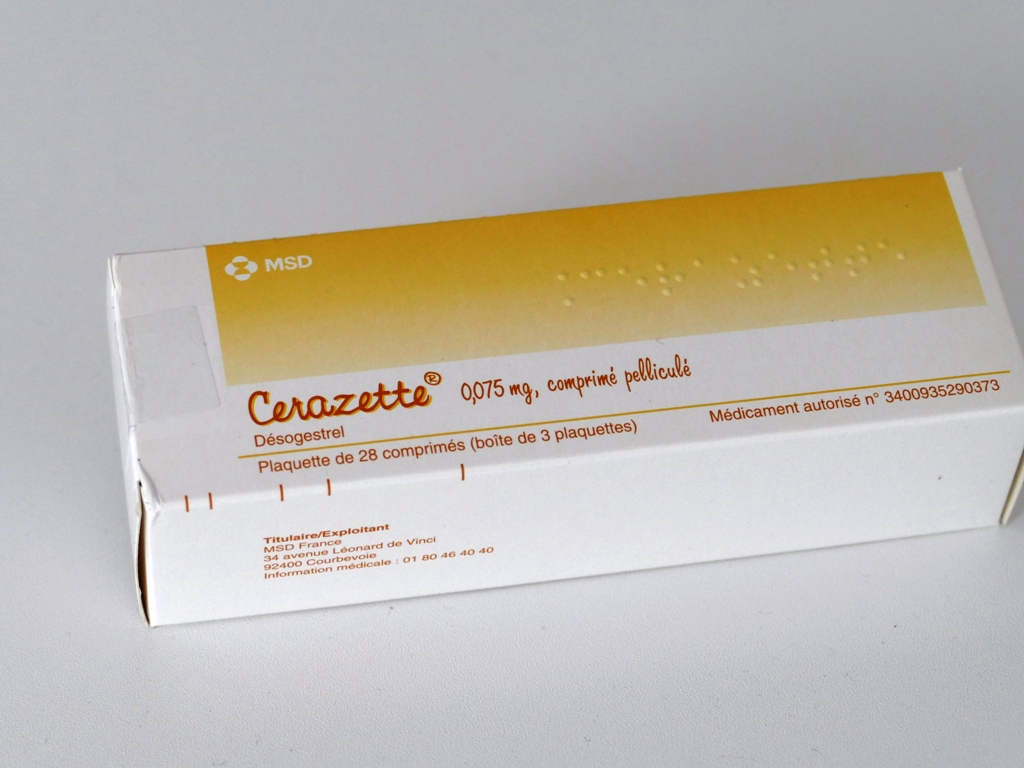 MSD
Cerazette® 0,075 mg, comprimé pelliculé
Désogestrel
Plaquette de 28 comprimés (boîte de 3 plaquettes) Médicament autorisé n° 3400935290373
Titulaire/Exploitant
MSD France
34 avenue Léonard de Vinci
92400 Courbevoie
Information médicale : 01 80 46 40 40